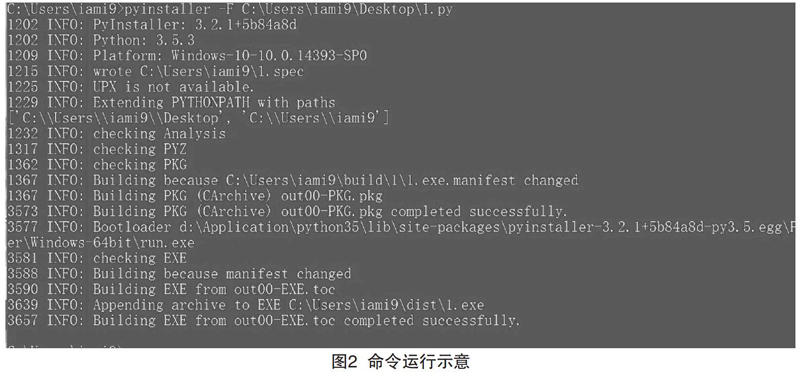 C:\Users\iami9>pyinstaller -F C:\Users\iami9\Desktop\1.py
1202 INFO: PyInstaller: 3.2.1+5b84a8d
1202 INFO: Python: 3.5.3
1209 INFO: Platform: Windows-10-10.0.14393-SP0
1215 INFO: wrote C:\Users\iami9\1.spec
1225 INFO: UPX is not available.
1229 INFO: Extending PYTHONPATH with paths
['C:\\Users\\iami9\\Desktop', 'C:\\Users\\iami9']
1232 INFO: checking Analysis
1317 INFO: checking PYZ
1362 INFO: checking PKG
1367 INFO: Building because C:\Users\iami9\build\1\1.exe.manifest changed
1367 INFO: Building PKG (CArchive) out00-PKG.pkg
3573 INFO: Building PKG (CArchive) out00-PKG.pkg completed successfully.
3577 INFO: Bootloader d:\Application\python35\lib\site-packages\pyinstaller-3.2.1+5b84a8d-py3.5.egg\P
er\Windows-64bit\run.exe
3581 INFO: checking EXE
3588 INFO: Building because manifest changed
3590 INFO: Building EXE from out00-EXE.toc
3639 INFO: Appending archive to EXE C:\Users\iami9\dist\1.exe
3657 INFO: Building EXE from out00-EXE.toc completed successfully.
图2 命令运行示意